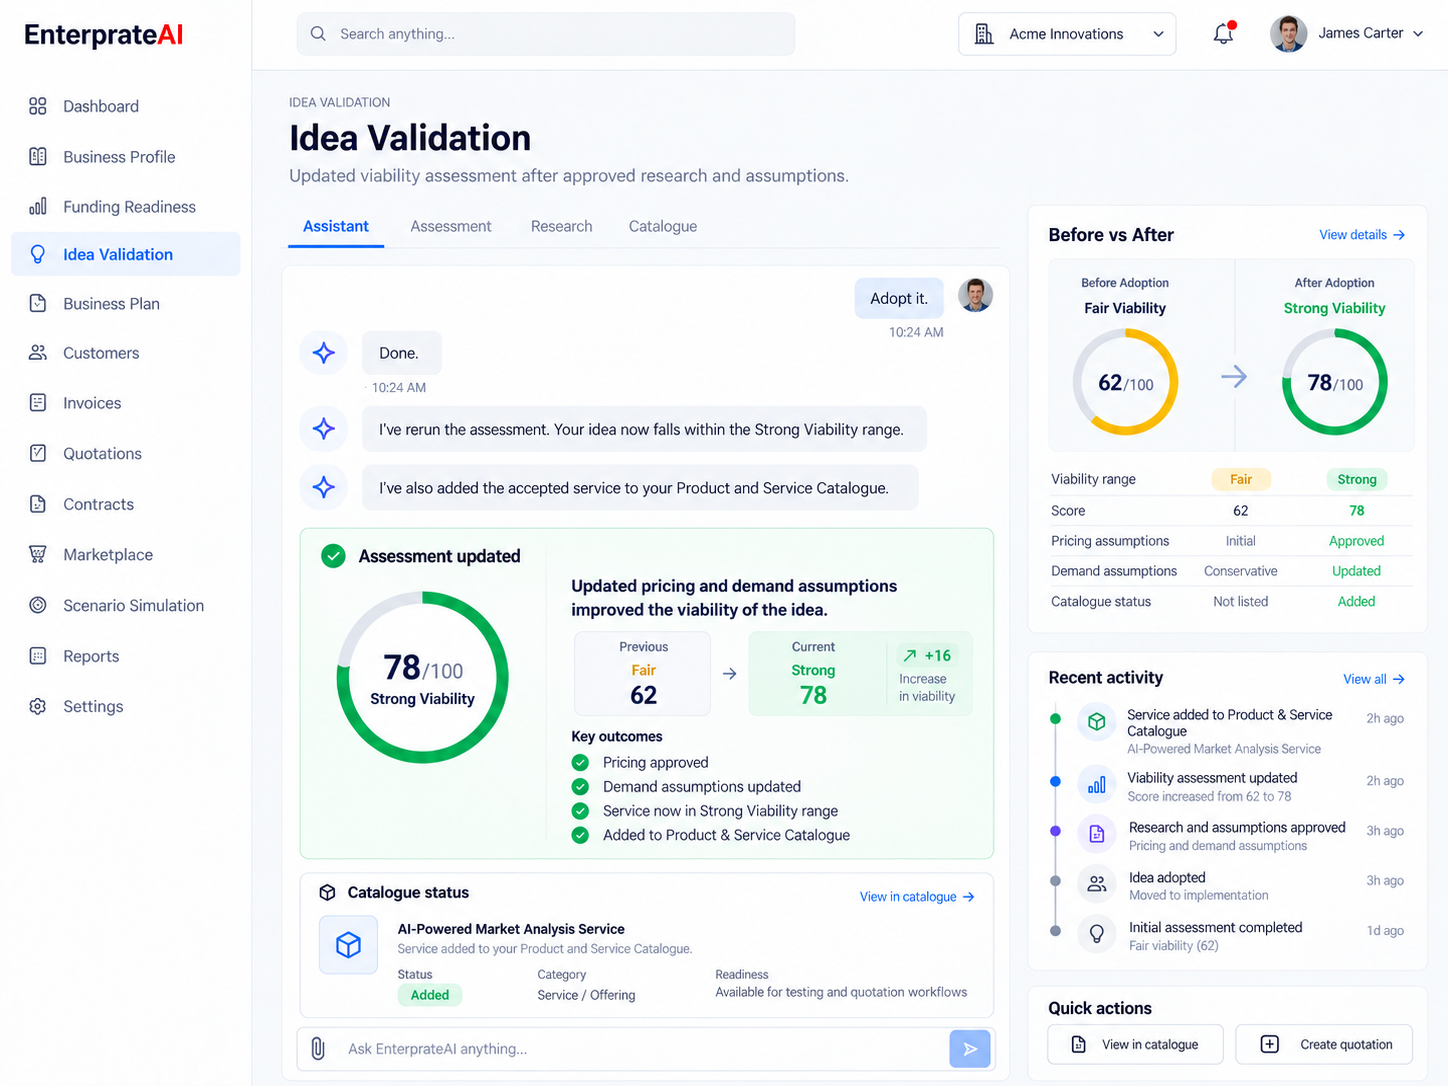 EnterprateAI
Search anything...
Acme Innovations
James Carter
Dashboard
Business Profile
Funding Readiness
Idea Validation
Business Plan
Customers
Invoices
Quotations
Contracts
Marketplace
Scenario Simulation
Reports
Settings
IDEA VALIDATION
Idea Validation
Updated viability assessment after approved research and assumptions.
Assistant
Assessment
Research
Catalogue
Adopt it.
10:24 AM
Done.
· 10:24 AM
I've rerun the assessment. Your idea now falls within the Strong Viability range.
I've also added the accepted service to your Product and Service Catalogue.
Assessment updated
78/100
Strong Viability
Updated pricing and demand assumptions
improved the viability of the idea.
Previous
Fair
62
Current
Strong
78
+16
Increase
in viability
Key outcomes
Pricing approved
Demand assumptions updated
Service now in Strong Viability range
Added to Product & Service Catalogue
Catalogue status
View in catalogue
AI-Powered Market Analysis Service
Service added to your Product and Service Catalogue.
Status
Added
Category
Service / Offering
Readiness
Available for testing and quotation workflows
Ask EnterprateAI anything...
Before vs After
View details
Before Adoption
Fair Viability
62/100
After Adoption
Strong Viability
78/100
Viability range Fair Strong
Score 62 78
Pricing assumptions Initial Approved
Demand assumptions Conservative Updated
Catalogue status Not listed Added
Recent activity
View all
Service added to Product & Service 2h ago
Catalogue
AI-Powered Market Analysis Service
Viability assessment updated 2h ago
Score increased from 62 to 78
Research and assumptions approved 3h ago
Pricing and demand assumptions
Idea adopted 3h ago
Moved to implementation
Initial assessment completed 1d ago
Fair viability (62)
Quick actions
View in catalogue
Create quotation